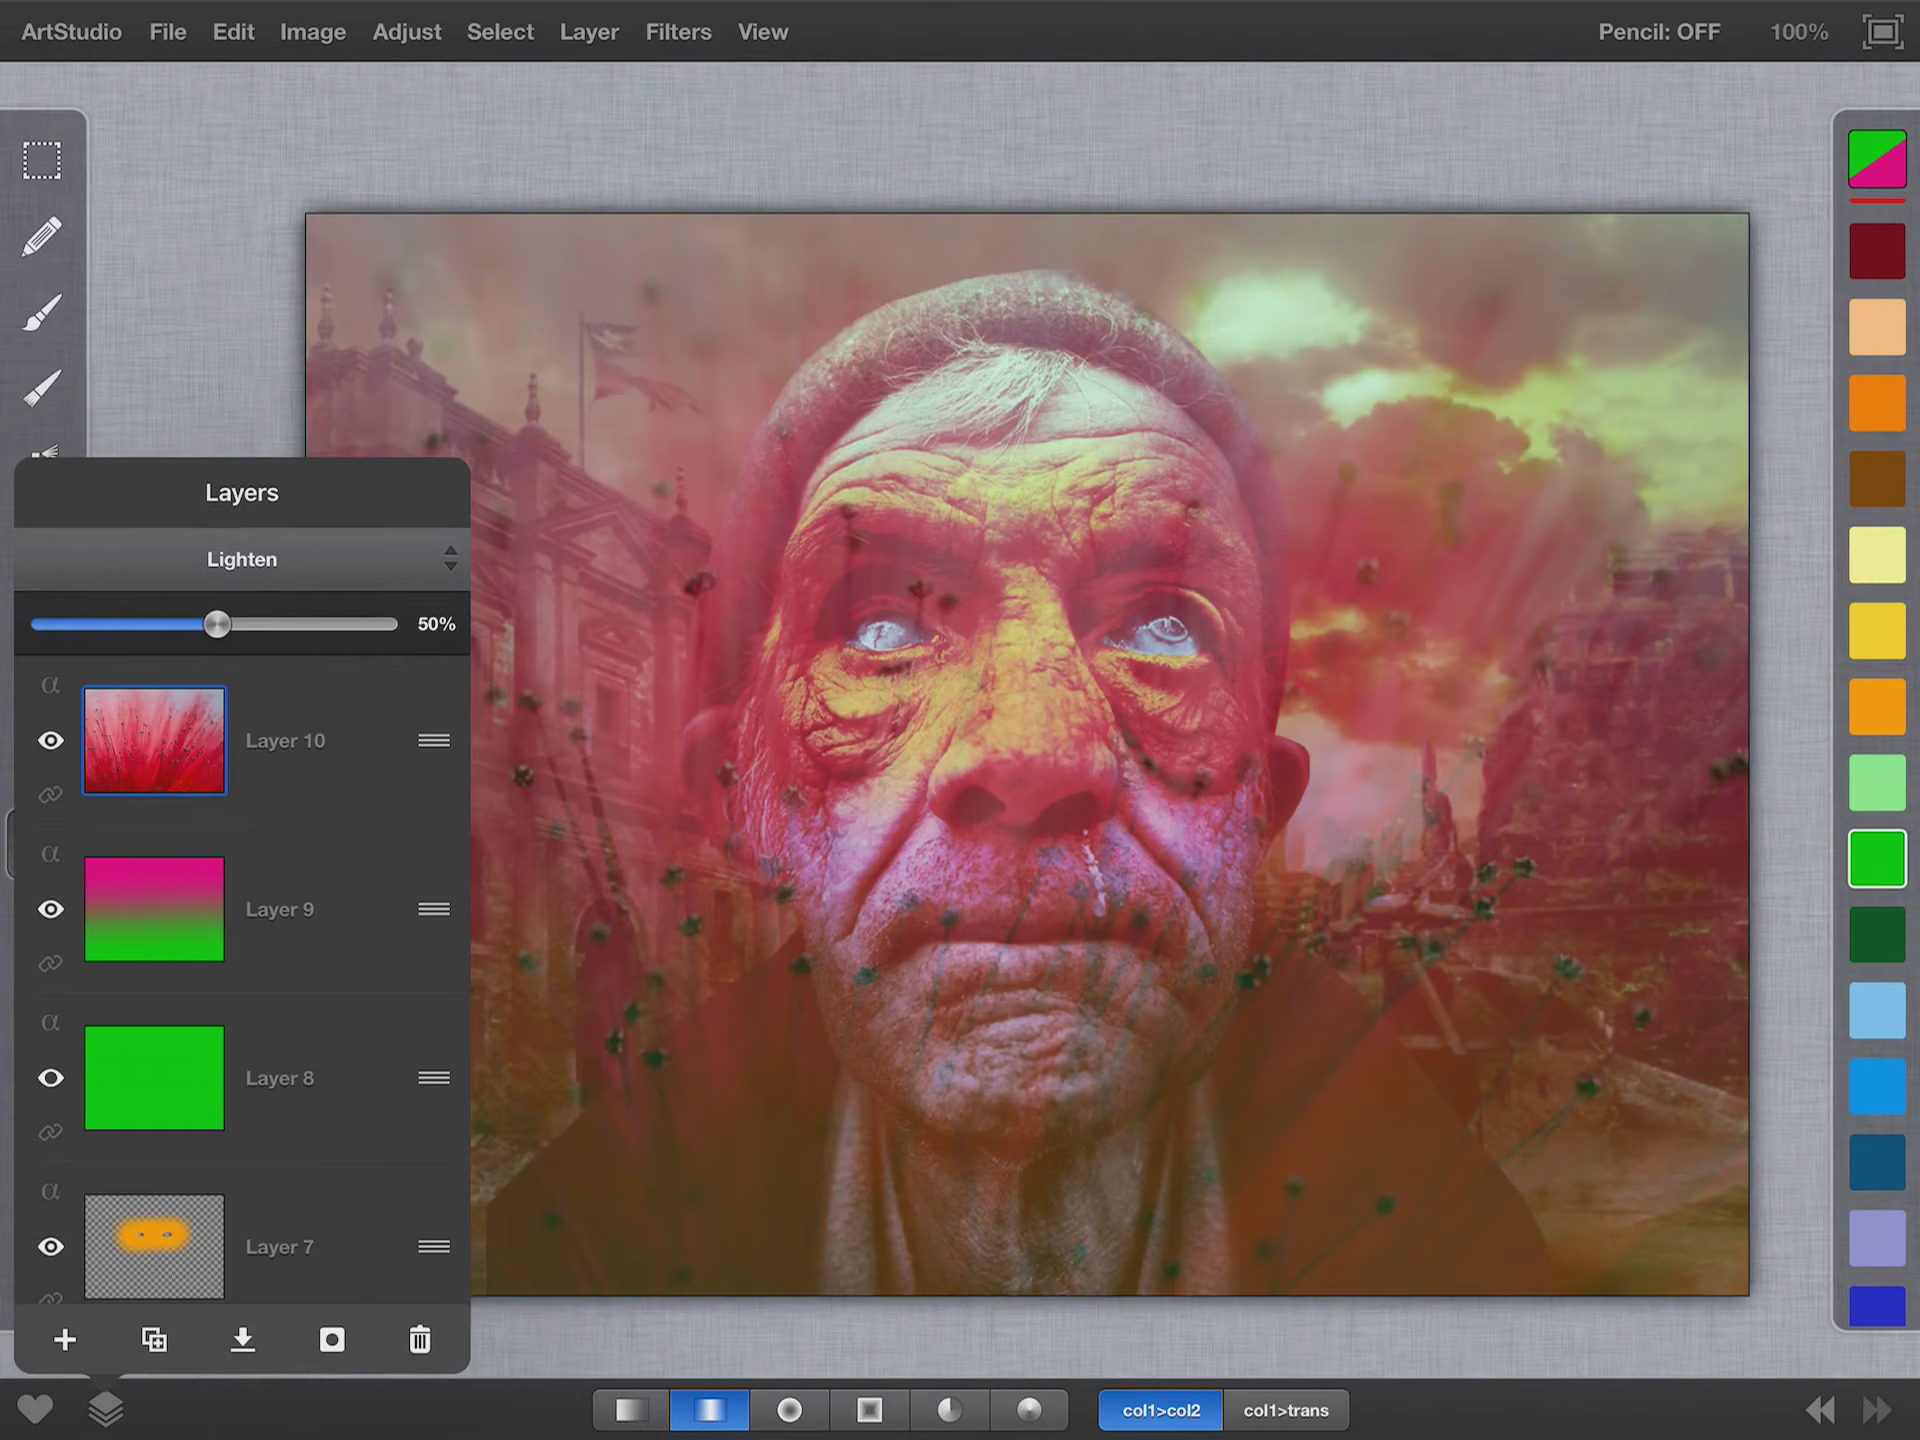 ArtStudio File Edit Image Adjust Select Layer Filters View Pencil: OFF 100%
Layers
Lighten
50%
α
Layer 10
α
Layer 9
α
Layer 8
α
Layer 7
col1>col2 col1>trans